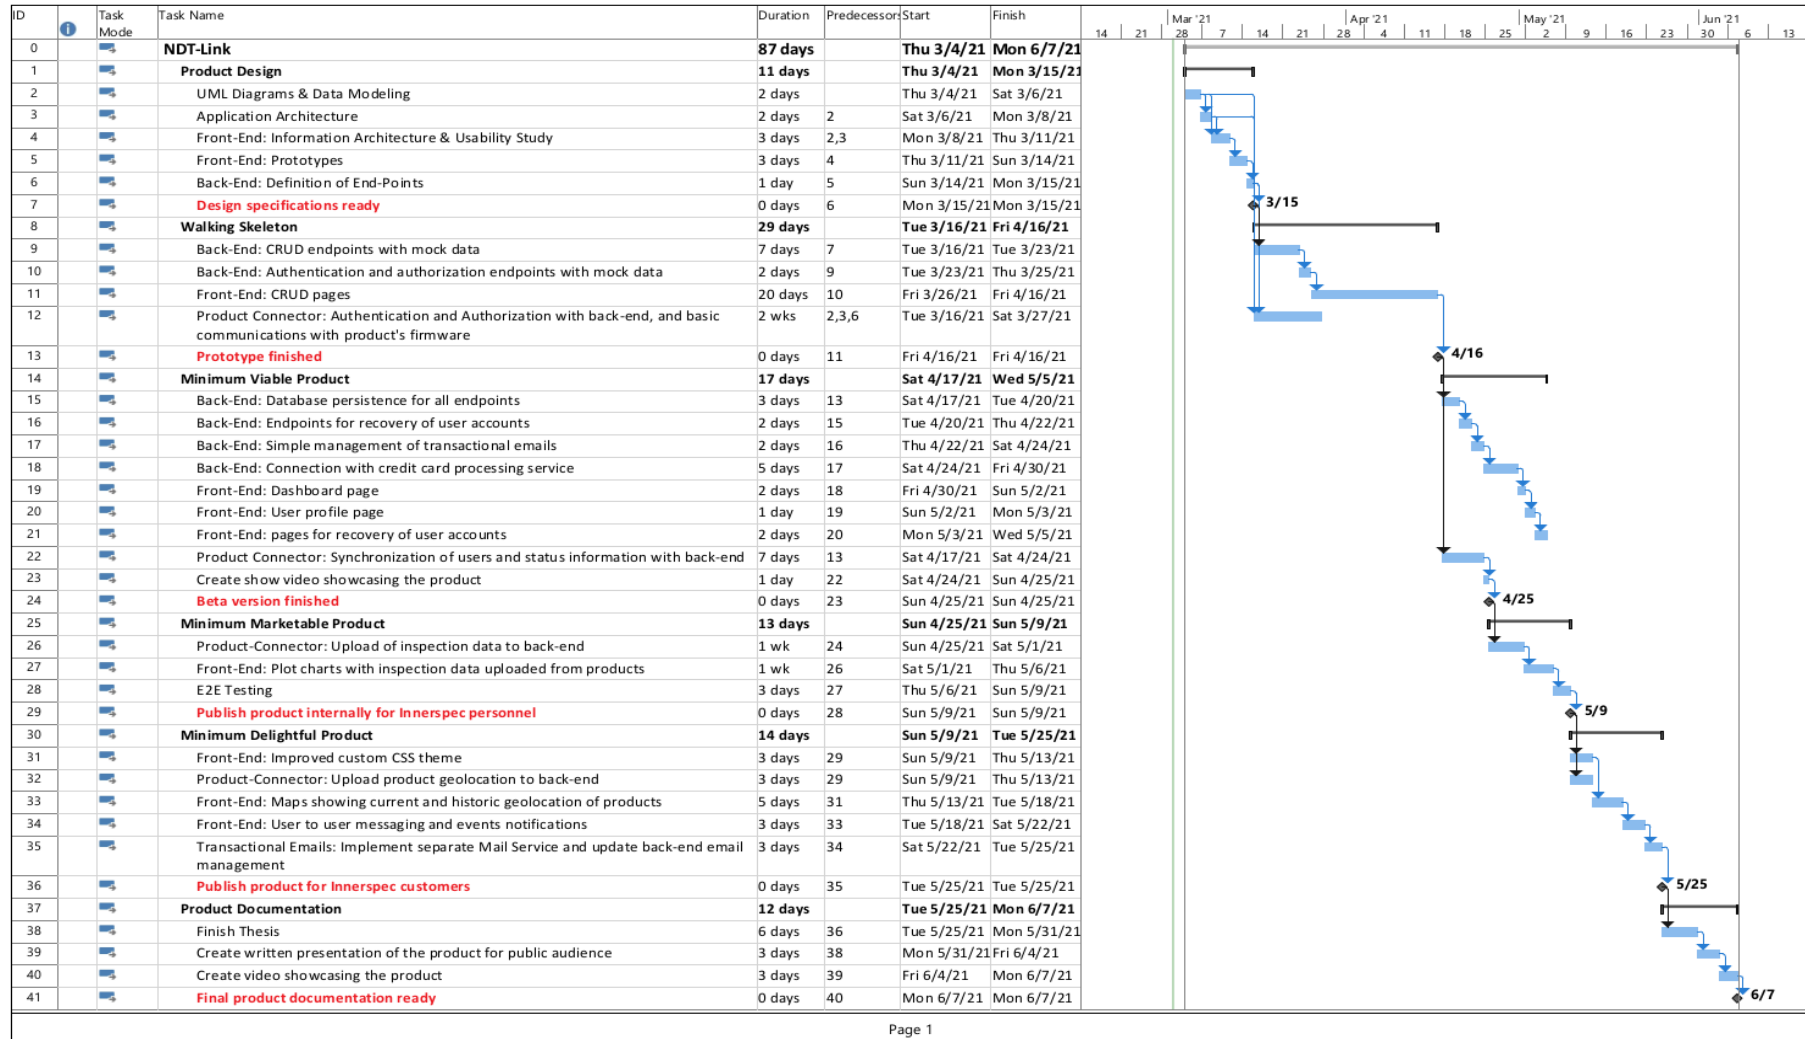 ID Task Mode Task Name Duration Predecessors Start Finish
Mar '21 Apr '21 May '21 Jun '21
14 21 28 7 14 21 28 4 11 18 25 2 9 16 23 30 6 13
0 NDT-Link 87 days Thu 3/4/21 Mon 6/7/21
1 Product Design 11 days Thu 3/4/21 Mon 3/15/21
2 UML Diagrams & Data Modeling 2 days Thu 3/4/21 Sat 3/6/21
3 Application Architecture 2 days 2 Sat 3/6/21 Mon 3/8/21
4 Front-End: Information Architecture & Usability Study 3 days 2,3 Mon 3/8/21 Thu 3/11/21
5 Front-End: Prototypes 3 days 4 Thu 3/11/21 Sun 3/14/21
6 Back-End: Definition of End-Points 1 day 5 Sun 3/14/21 Mon 3/15/21
7 Design specifications ready 0 days 6 Mon 3/15/21 Mon 3/15/21 3/15
8 Walking Skeleton 29 days Tue 3/16/21 Fri 4/16/21
9 Back-End: CRUD endpoints with mock data 7 days 7 Tue 3/16/21 Tue 3/23/21
10 Back-End: Authentication and authorization endpoints with mock data 2 days 9 Tue 3/23/21 Thu 3/25/21
11 Front-End: CRUD pages 20 days 10 Fri 3/26/21 Fri 4/16/21
12 Product Connector: Authentication and Authorization with back-end, and basic 2 wks 2,3,6 Tue 3/16/21 Sat 3/27/21
communications with product's firmware
13 Prototype finished 0 days 11 Fri 4/16/21 Fri 4/16/21 4/16
14 Minimum Viable Product 17 days Sat 4/17/21 Wed 5/5/21
15 Back-End: Database persistence for all endpoints 3 days 13 Sat 4/17/21 Tue 4/20/21
16 Back-End: Endpoints for recovery of user accounts 2 days 15 Tue 4/20/21 Thu 4/22/21
17 Back-End: Simple management of transactional emails 2 days 16 Thu 4/22/21 Sat 4/24/21
18 Back-End: Connection with credit card processing service 5 days 17 Sat 4/24/21 Fri 4/30/21
19 Front-End: Dashboard page 2 days 18 Fri 4/30/21 Sun 5/2/21
20 Front-End: User profile page 1 day 19 Sun 5/2/21 Mon 5/3/21
21 Front-End: pages for recovery of user accounts 2 days 20 Mon 5/3/21 Wed 5/5/21
22 Product Connector: Synchronization of users and status information with back-end 7 days 13 Sat 4/17/21 Sat 4/24/21
23 Create show video showcasing the product 1 day 22 Sat 4/24/21 Sun 4/25/21
24 Beta version finished 0 days 23 Sun 4/25/21 Sun 4/25/21 4/25
25 Minimum Marketable Product 13 days Sun 4/25/21 Sun 5/9/21
26 Product-Connector: Upload of inspection data to back-end 1 wk 24 Sun 4/25/21 Sat 5/1/21
27 Front-End: Plot charts with inspection data uploaded from products 1 wk 26 Sat 5/1/21 Thu 5/6/21
28 E2E Testing 3 days 27 Thu 5/6/21 Sun 5/9/21
29 Publish product internally for Innerspec personnel 0 days 28 Sun 5/9/21 Sun 5/9/21 5/9
30 Minimum Delightful Product 14 days Sun 5/9/21 Tue 5/25/21
31 Front-End: Improved custom CSS theme 3 days 29 Sun 5/9/21 Thu 5/13/21
32 Product-Connector: Upload product geolocation to back-end 3 days 29 Sun 5/9/21 Thu 5/13/21
33 Front-End: Maps showing current and historic geolocation of products 5 days 31 Thu 5/13/21 Tue 5/18/21
34 Front-End: User to user messaging and events notifications 3 days 33 Tue 5/18/21 Sat 5/22/21
35 Transactional Emails: Implement separate Mail Service and update back-end email 3 days 34 Sat 5/22/21 Tue 5/25/21
management
36 Publish product for Innerspec customers 0 days 35 Tue 5/25/21 Tue 5/25/21 5/25
37 Product Documentation 12 days Tue 5/25/21 Mon 6/7/21
38 Finish Thesis 6 days 36 Tue 5/25/21 Mon 5/31/21
39 Create written presentation of the product for public audience 3 days 38 Mon 5/31/21 Fri 6/4/21
40 Create video showcasing the product 3 days 39 Fri 6/4/21 Mon 6/7/21
41 Final product documentation ready 0 days 40 Mon 6/7/21 Mon 6/7/21 6/7
Page 1